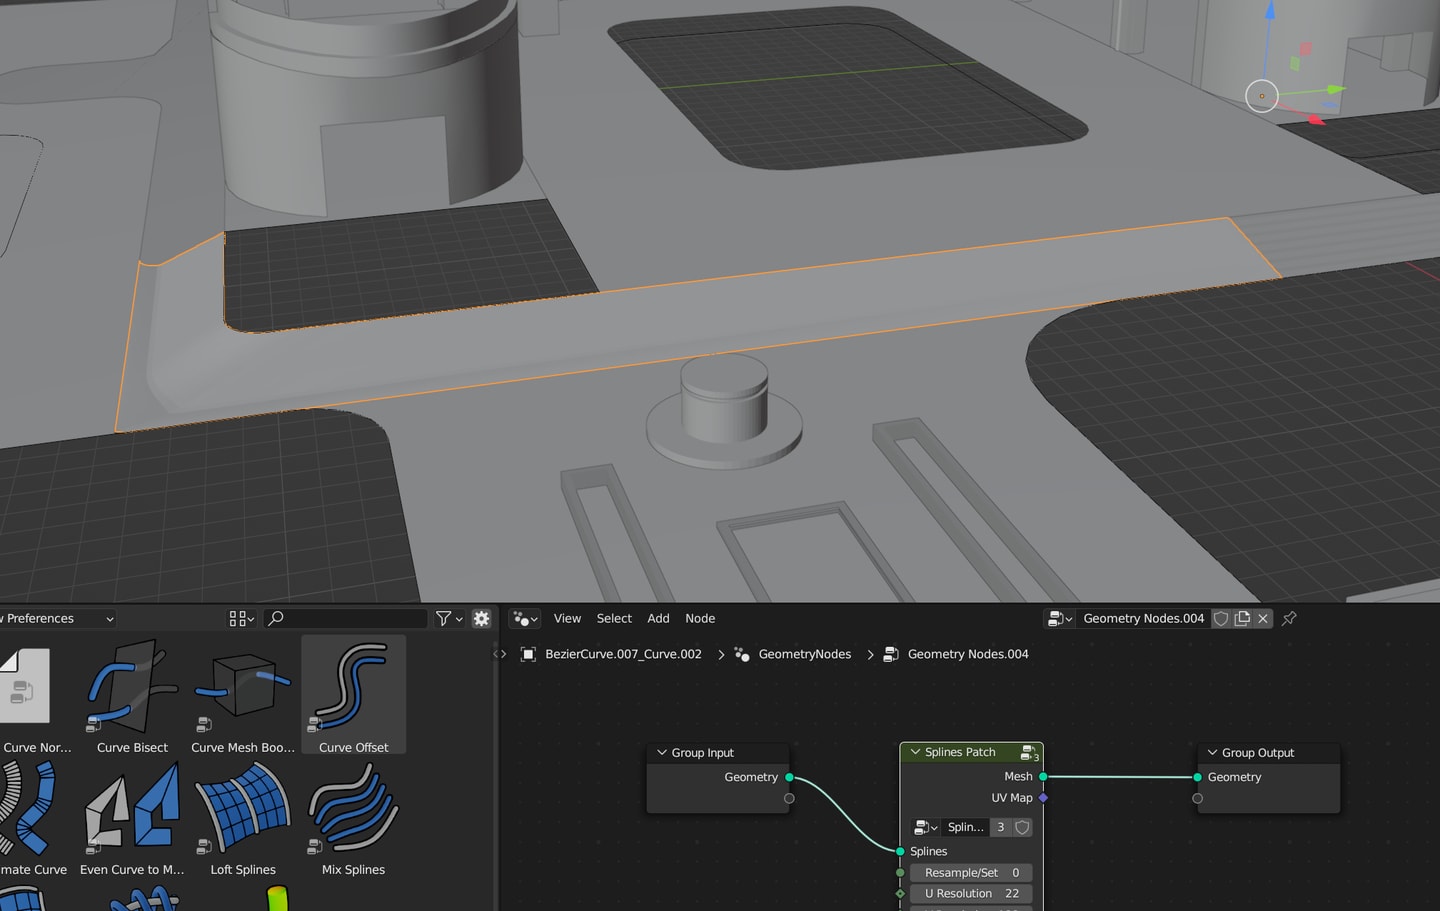 Preferences
View
Select
Add
Node
Geometry Nodes.004
BezierCurve.007_Curve.002
GeometryNodes
Geometry Nodes.004
Curve Nor...
Curve Bisect
Curve Mesh Boo...
Curve Offset
mate Curve
Even Curve to M...
Loft Splines
Mix Splines
Group Input
Geometry
Splines Patch
3
Mesh
UV Map
Splin...
3
Splines
Resample/Set 0
U Resolution 22
Group Output
Geometry